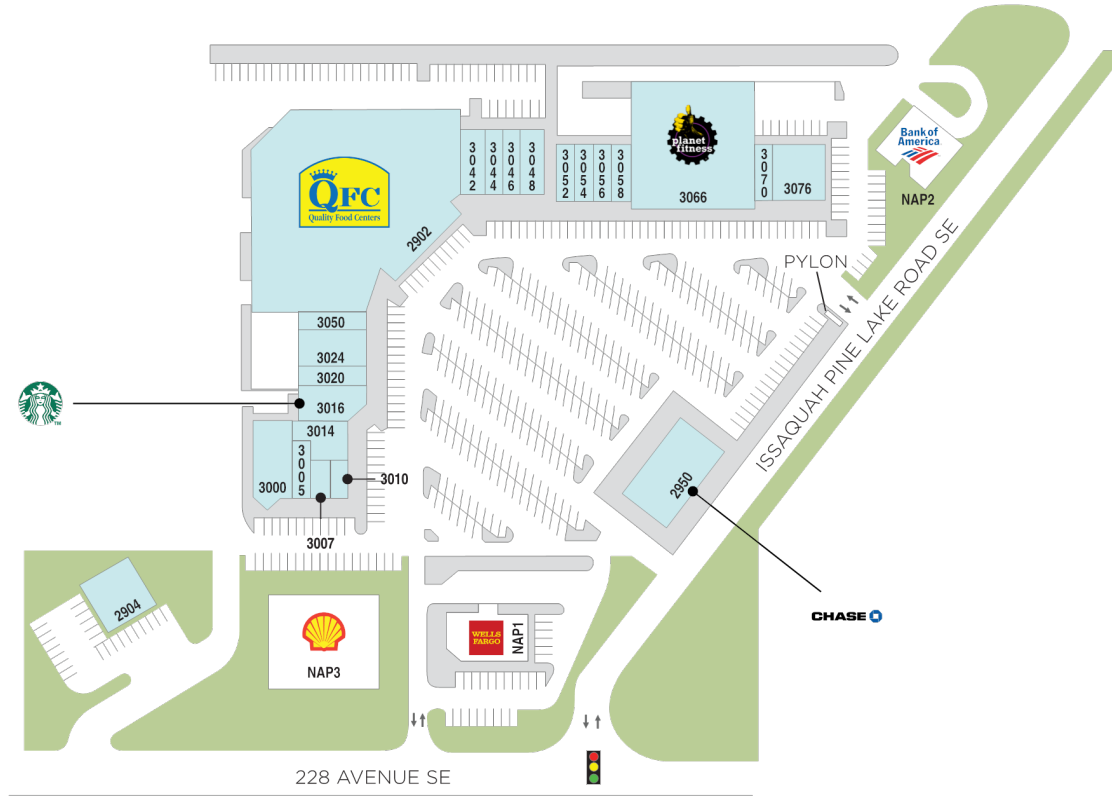 planet
fitness
Bank of
America
QFC
Quality Food Centers
3042
3044
3046
3048
3052
3054
3056
3058
3066
3070
3076
NAP2
2902
PYLON
ISSAQUAH PINE LAKE ROAD SE
3050
3024
3020
3016
TM
3014
3005
3000
3010
3007
2950
CHASE
2904
NAP3
WELLS
FARGO
NAP1
228 AVENUE SE